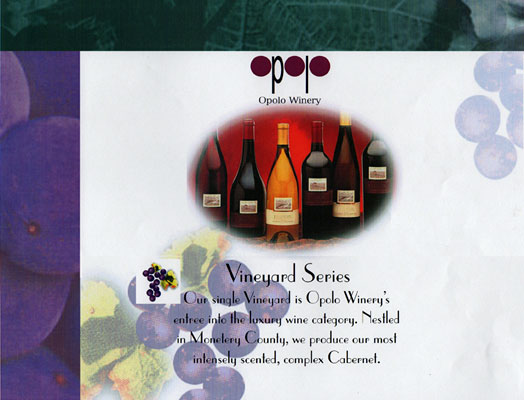 opolo
Opolo Winery
Vineyard Series
Our single Vineyard is Opolo Winery's
entree into the luxury wine category. Nestled
in Monetery County, we produce our most
intensely scented, complex Cabernet.